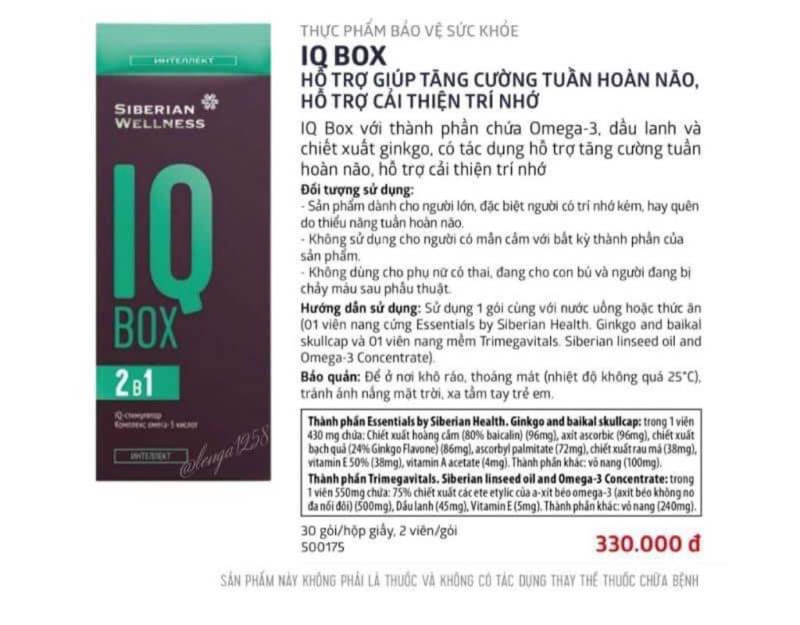 ИНТЕЛЛЕКТ
SIBERIAN
WELLNESS
IQ
BOX
2 в 1
IQ-стимулятор
Комплекс омега-3 кислот
ИНТЕЛЛЕКТ
@lenga1258
THỰC PHẨM BẢO VỆ SỨC KHỎE
IQ BOX
HỖ TRỢ GIÚP TĂNG CƯỜNG TUẦN HOÀN NÃO,
HỖ TRỢ CẢI THIỆN TRÍ NHỚ
IQ Box với thành phần chứa Omega-3, dầu lanh và
chiết xuất ginkgo, có tác dụng hỗ trợ tăng cường tuần
hoàn não, hỗ trợ cải thiện trí nhớ
Đối tượng sử dụng:
- Sản phẩm dành cho người lớn, đặc biệt người có trí nhớ kém, hay quên
do thiểu năng tuần hoàn não.
- Không sử dụng cho người có mẫn cảm với bất kỳ thành phần của
sản phẩm.
- Không dùng cho phụ nữ có thai, đang cho con bú và người đang bị
chảy máu sau phẫu thuật.
Hướng dẫn sử dụng: Sử dụng 1 gói cùng với nước uống hoặc thức ăn
(01 viên nang cứng Essentials by Siberian Health. Ginkgo and baikal
skullcap và 01 viên nang mềm Trimegavitals. Siberian linseed oil and
Omega-3 Concentrate).
Bảo quản: Để ở nơi khô ráo, thoáng mát (nhiệt độ không quá 25°C),
tránh ánh nắng mặt trời, xa tầm tay trẻ em.
Thành phần Essentials by Siberian Health. Ginkgo and baikal skullcap: trong 1 viên
430 mg chứa: Chiết xuất hoàng cầm (80% baicalin) (96mg), axit ascorbic (96mg), chiết xuất
bạch quả (24% Ginkgo Flavone) (86mg), ascorbyl palmitate (72mg), chiết xuất rau má (38mg),
vitamin E 50% (38mg), vitamin A acetate (4mg). Thành phần khác: vỏ nang (100mg).
Thành phần Trimegavitals. Siberian linseed oil and Omega-3 Concentrate: trong
1 viên 550mg chứa: 75% chiết xuất các ete etylic của a-xit béo omega-3 (axit béo không no
đa nối đôi) (500mg), Dầu lanh (45mg), Vitamin E (5mg). Thành phần khác: vỏ nang (240mg).
30 gói/hộp giấy, 2 viên/gói
500175
330.000 đ
SẢN PHẨM NÀY KHÔNG PHẢI LÀ THUỐC VÀ KHÔNG CÓ TÁC DỤNG THAY THẾ THUỐC CHỮA BỆNH